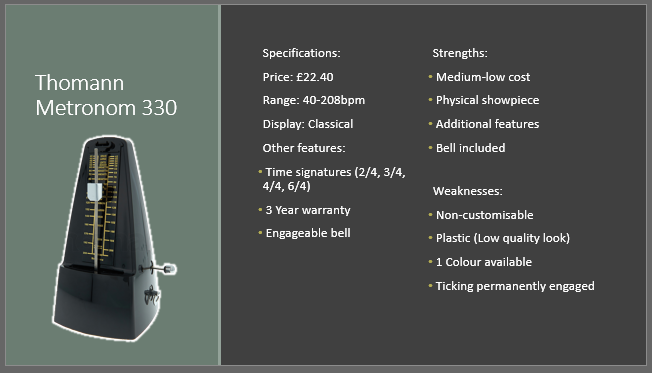 Thomann
Metronom 330
Specifications:
Price: £22.40
Range: 40-208bpm
Display: Classical
Other features:
• Time signatures (2/4, 3/4,
4/4, 6/4)
• 3 Year warranty
• Engageable bell
Strengths:
• Medium-low cost
• Physical showpiece
• Additional features
• Bell included
Weaknesses:
• Non-customisable
• Plastic (Low quality look)
• 1 Colour available
• Ticking permanently engaged